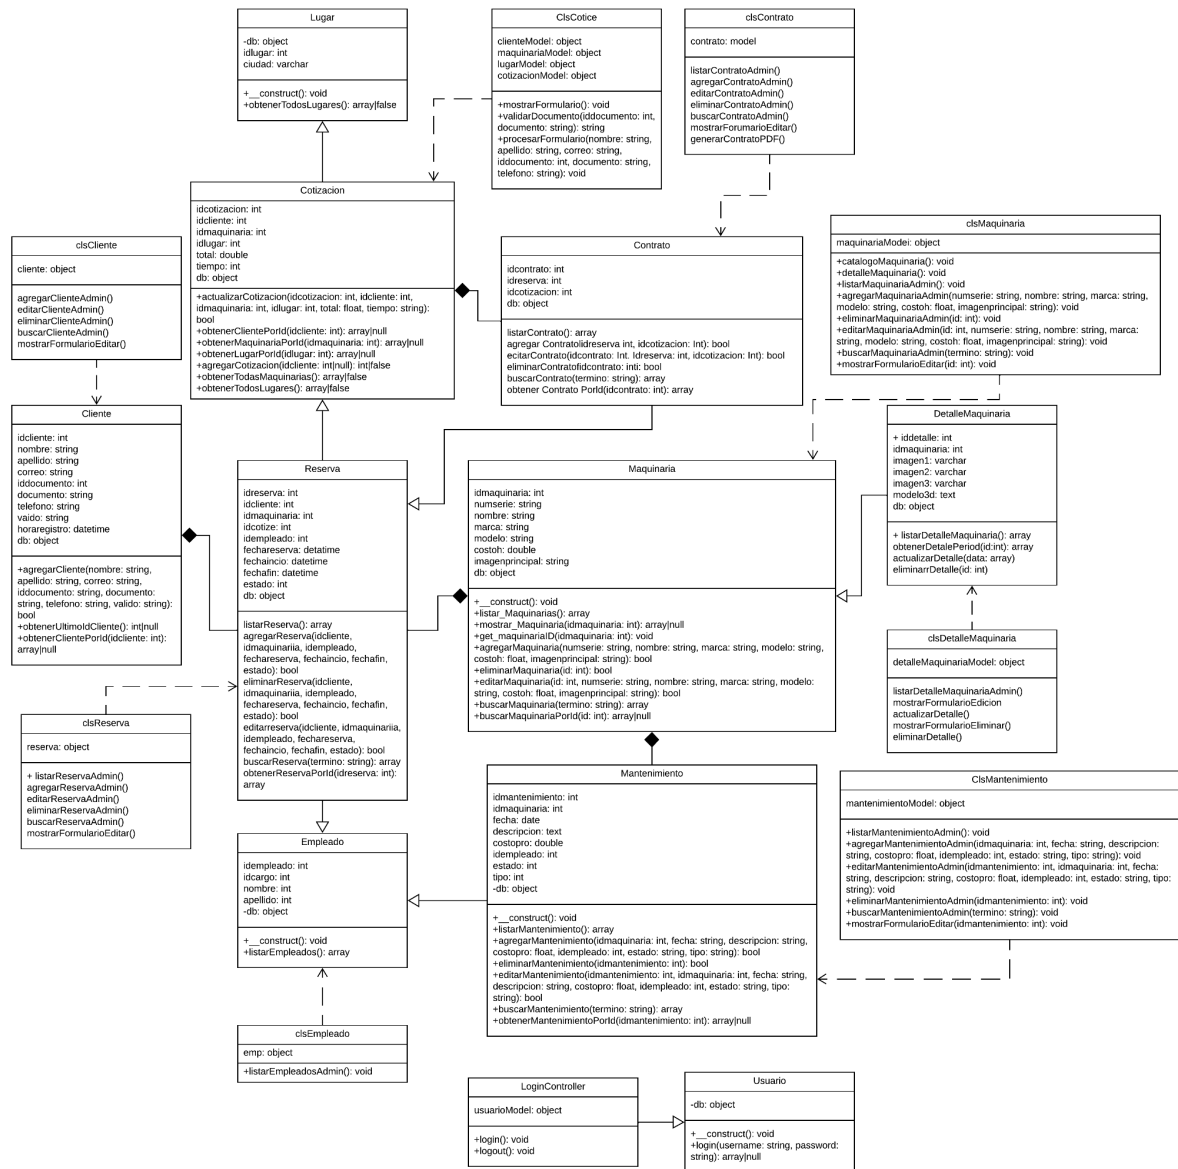 Lugar
-db: object
idlugar: int
ciudad: varchar
+__construct(): void
+obtenerTodosLugares(): array|false
ClsCotice
clienteModel: object
maquinariaModel: object
lugarModel: object
cotizacionModel: object
+mostrarFormulario(): void
+validarDocumento(iddocumento: int,
documento: string): string
+procesarFormulario(nombre: string,
apellido: string, correo: string,
iddocumento: int, documento: string,
telefono: string): void
clsContrato
contrato: model
listarContratoAdmin()
agregarContratoAdmin()
editarContratoAdmin()
eliminarContratoAdmin()
buscarContratoAdmin()
mostrarForumarioEditar()
generarContratoPDF()
Cotizacion
idcotizacion: int
idcliente: int
idmaquinaria: int
idlugar: int
total: double
tiempo: int
db: object
+actualizarCotizacion(idcotizacion: int, idcliente: int,
idmaquinaria: int, idlugar: int, total: float, tiempo: string):
bool
+obtenerClientePorId(idcliente: int): array|null
+obtenerMaquinariaPorId(idmaquinaria: int): array|null
+obtenerLugarPorId(idlugar: int): array|null
+agregarCotizacion(idcliente: int|null): int|false
+obtenerTodasMaquinarias(): array|false
+obtenerTodosLugares(): array|false
clsCliente
cliente: object
agregarClienteAdmin()
editarClienteAdmin()
eliminarClienteAdmin()
buscarClienteAdmin()
mostrarFormularioEditar()
Contrato
idcontrato: int
idreserva: int
idcotizacion: int
db: object
listarContrato(): array
agregar Contratolidreserva int, idcotizacion: Int): bool
ecitarContrato(idcontrato: Int. Idreserva: int, idcotizacion: Int): bool
eliminarContratofidcontrato: inti: bool
buscarContrato(termino: string): array
obtener Contrato PorId(idcontrato: int): array
clsMaquinaria
maquinariaModei: object
+catalogoMaquinaria(): void
+detalleMaquinaria(): void
+listarMaquinariaAdmin(): void
+agregarMaquinariaAdmin(numserie: string, nombre: string, marca: string,
modelo: string, costoh: float, imagenprincipal: string): void
+eliminarMaquinariaAdmin(id: int): void
+editarMaquinariaAdmin(id: int, numserie: string, nombre: string, marca:
string, modelo: string, costoh: float, imagenprincipal: string): void
+buscarMaquinariaAdmin(termino: string): void
+mostrarFormularioEditar(id: int): void
Cliente
idcliente: int
nombre: string
apellido: string
correo: string
iddocumento: int
documento: string
telefono: string
vaido: string
horaregistro: datetime
db: object
+agregarCliente(nombre: string,
apellido: string, correo: string,
iddocumento: string, documento:
string, telefono: string, valido: string):
bool
+obtenerUltimoIdCliente(): int|null
+obtenerClientePorId(idcliente: int):
array|null
Reserva
idreserva: int
idcliente: int
idmaquinaria: int
idcotize: int
idempleado: int
fechareserva: detatime
fechaincio: datetime
fechafin: datetime
estado: int
db: object
listarReserva(): array
agregarReserva(idcliente,
idmaquinariia, idempleado,
fechareserva, fechaincio, fechafin,
estado): bool
eliminarReserva(idcliente,
idmaquinariia, idempleado,
fechareserva, fechaincio, fechafin,
estado): bool
editarreserva(idcliente, idmaquinariia,
idempleado, fechareserva,
fechaincio, fechafin, estado): bool
buscarReserva(termino: string): array
obtenerReservaPorId(idreserva: int):
array
Maquinaria
idmaquinaria: int
numserie: string
nombre: string
marca: string
modelo: string
costoh: double
imagenprincipal: string
db: object
+__construct(): void
+listar_Maquinarias(): array
+mostrar_Maquinaria(idmaquinaria: int): array|null
+get_maquinariaID(idmaquinaria: int): void
+agregarMaquinaria(numserie: string, nombre: string, marca: string, modelo: string,
costoh: float, imagenprincipal: string): bool
+eliminarMaquinaria(id: int): bool
+editarMaquinaria(id: int, numserie: string, nombre: string, marca: string, modelo:
string, costoh: float, imagenprincipal: string): bool
+buscarMaquinaria(termino: string): array
+buscarMaquinariaPorId(id: int): array|null
DetalleMaquinaria
+ iddetalle: int
idmaquinaria: int
imagen1: varchar
imagen2: varchar
imagen3: varchar
modelo3d: text
db: object
+ listarDetalleMaquinaria(): array
obtenerDetalePeriod(id:int): array
actualizarDetalle(data: array)
eliminarrDetalle(id: int)
clsDetalleMaquinaria
detalleMaquinariaModel: object
listarDetalleMaquinariaAdmin()
mostrarFormularioEdicion
actualizarDetalle()
mostrarFormularioEliminar()
eliminarDetalle()
clsReserva
reserva: object
+ listarReservaAdmin()
agregarReservaAdmin()
editarReservaAdmin()
eliminarReservaAdmin()
buscarReservaAdmin()
mostrarFormularioEditar()
Mantenimiento
idmantenimiento: int
idmaquinaria: int
fecha: date
descripcion: text
costopro: double
idempleado: int
estado: int
tipo: int
-db: object
+__construct(): void
+listarMantenimiento(): array
+agregarMantenimiento(idmaquinaria: int, fecha: string, descripcion: string,
costopro: float, idempleado: int, estado: string, tipo: string): bool
+eliminarMantenimiento(idmantenimiento: int): bool
+editarMantenimiento(idmantenimiento: int, idmaquinaria: int, fecha: string,
descripcion: string, costopro: float, idempleado: int, estado: string, tipo:
string): bool
+buscarMantenimiento(termino: string): array
+obtenerMantenimientoPorId(idmantenimiento: int): array|null
ClsMantenimiento
mantenimientoModel: object
+listarMantenimientoAdmin(): void
+agregarMantenimientoAdmin(idmaquinaria: int, fecha: string, descripcion:
string, costopro: float, idempleado: int, estado: string, tipo: string): void
+editarMantenimientoAdmin(idmantenimiento: int, idmaquinaria: int, fecha:
string, descripcion: string, costopro: float, idempleado: int, estado: string, tipo:
string): void
+eliminarMantenimientoAdmin(idmantenimiento: int): void
+buscarMantenimientoAdmin(termino: string): void
+mostrarFormularioEditar(idmantenimiento: int): void
Empleado
idempleado: int
idcargo: int
nombre: int
apellido: int
-db: object
+__construct(): void
+listarEmpleados(): array
clsEmpleado
emp: object
+listarEmpleadosAdmin(): void
LoginController
usuarioModel: object
+login(): void
+logout(): void
Usuario
-db: object
+__construct(): void
+login(username: string, password:
string): array|null